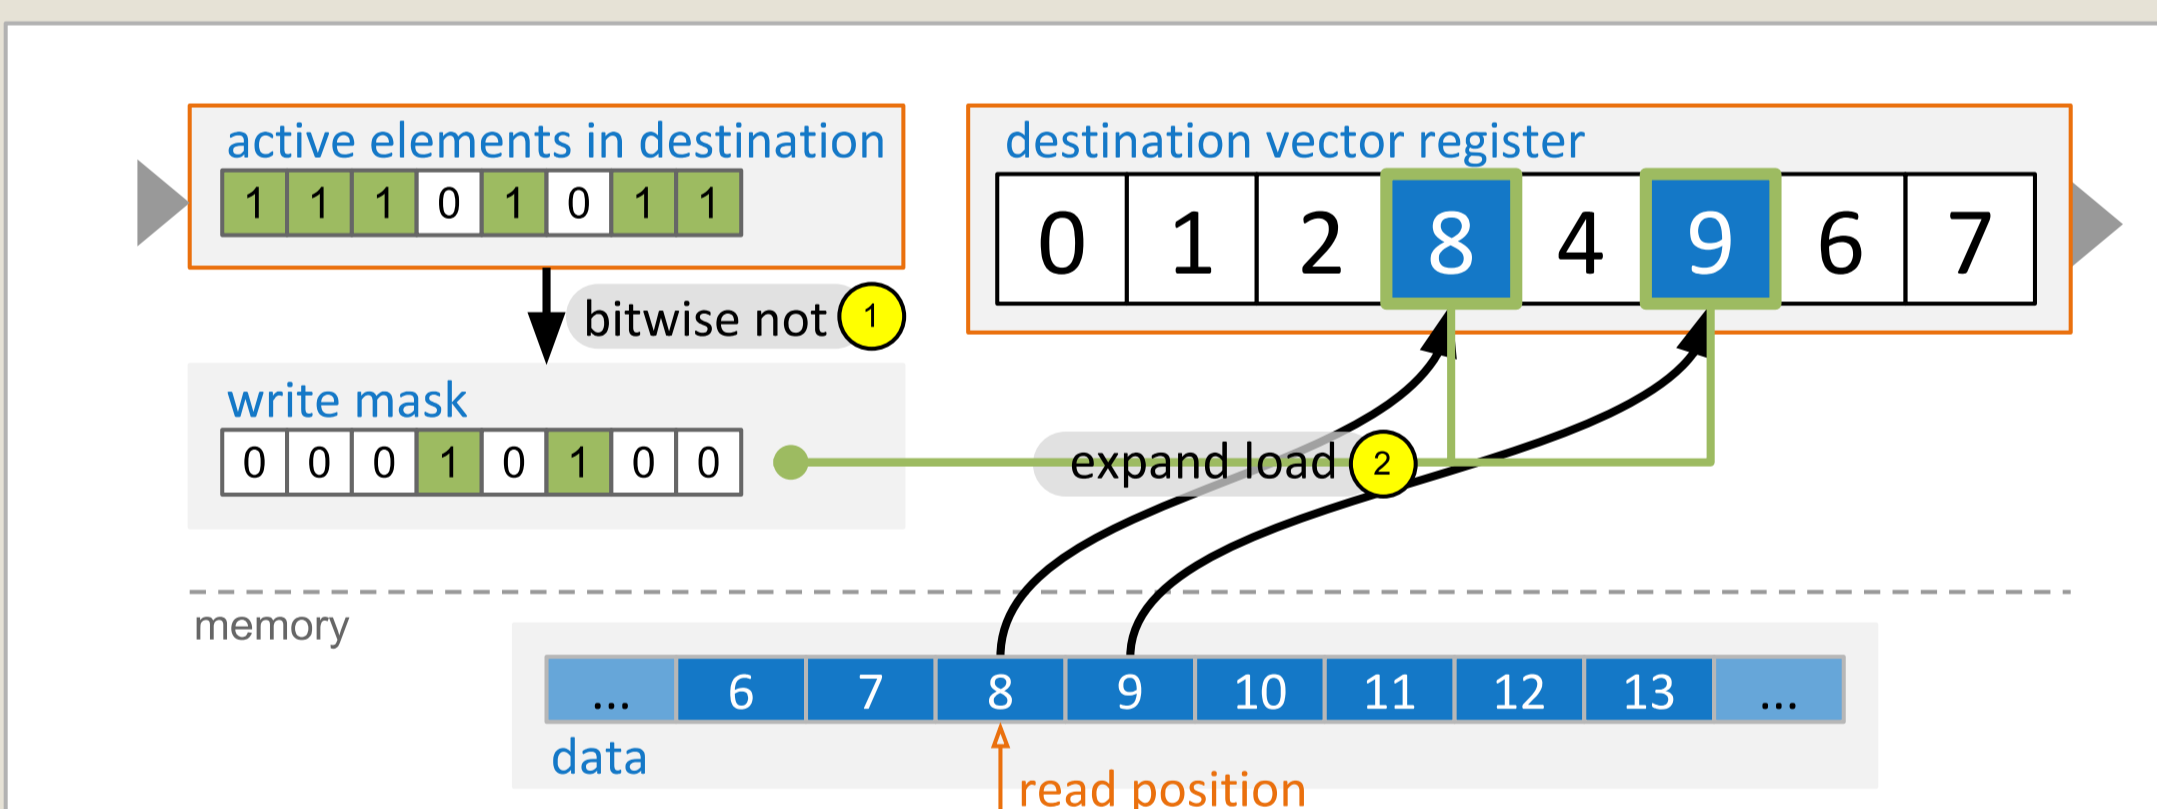 active elements in destination
1 1 1 0 1 0 1 1
bitwise not 1
write mask
0 0 0 1 0 1 0 0
destination vector register
0 1 2 8 4 9 6 7
expand load 2
memory
... 6 7 8 9 10 11 12 13 ...
data
read position